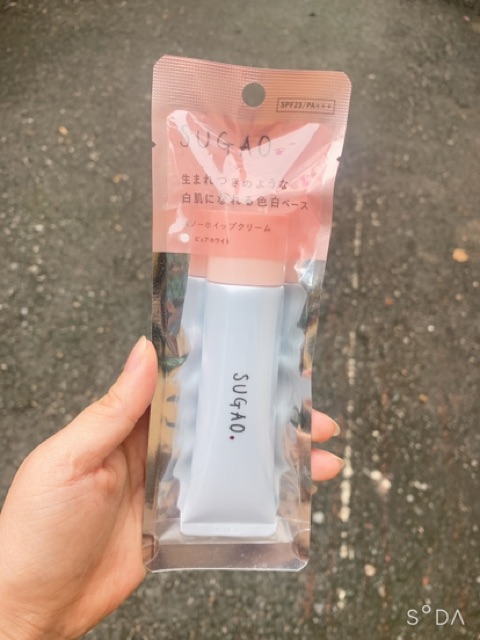 SPF23/PA+++
SUGAO
生まれつきのような
白肌になれる色白ベース
スノーホイップクリーム
ピュアホワイト
SUGAO.
SODA